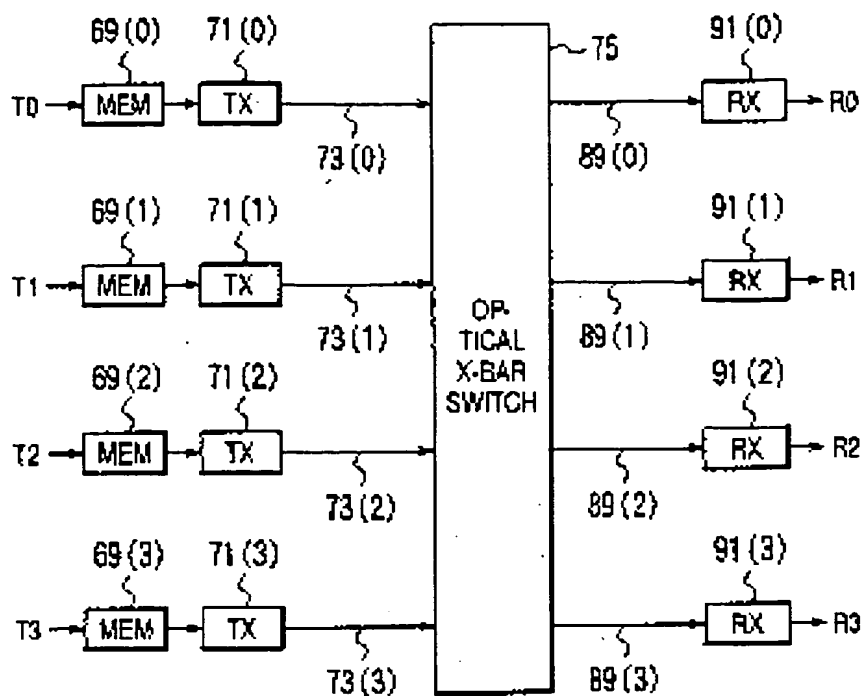 69(0) 71(0) 75 91(0)
T0 MEM TX RX R0
73(0) 89(0)
69(1) 71(1) 91(1)
T1 MEM TX RX R1
73(1) 89(1)
OP-
TICAL
X-BAR
SWITCH
69(2) 71(2) 91(2)
T2 MEM TX RX R2
73(2) 89(2)
69(3) 71(3) 91(3)
T3 MEM TX RX R3
73(3) 89(3)